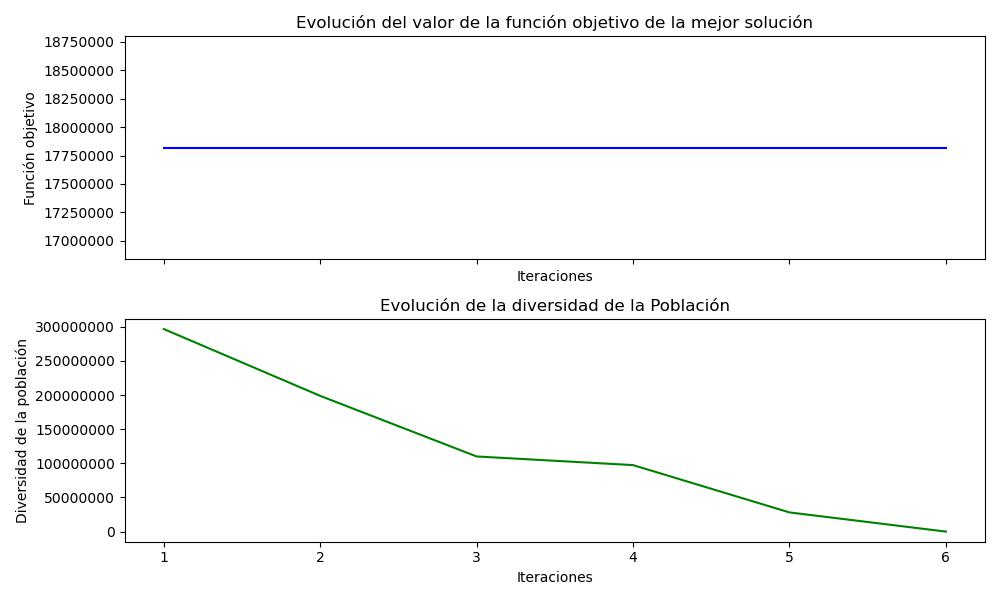 Evolución del valor de la función objetivo de la mejor solución
Función objetivo
18750000
18500000
18250000
18000000
17750000
17500000
17250000
17000000
Iteraciones
Evolución de la diversidad de la Población
Diversidad de la población
300000000
250000000
200000000
150000000
100000000
50000000
0
1 2 3 4 5 6
Iteraciones